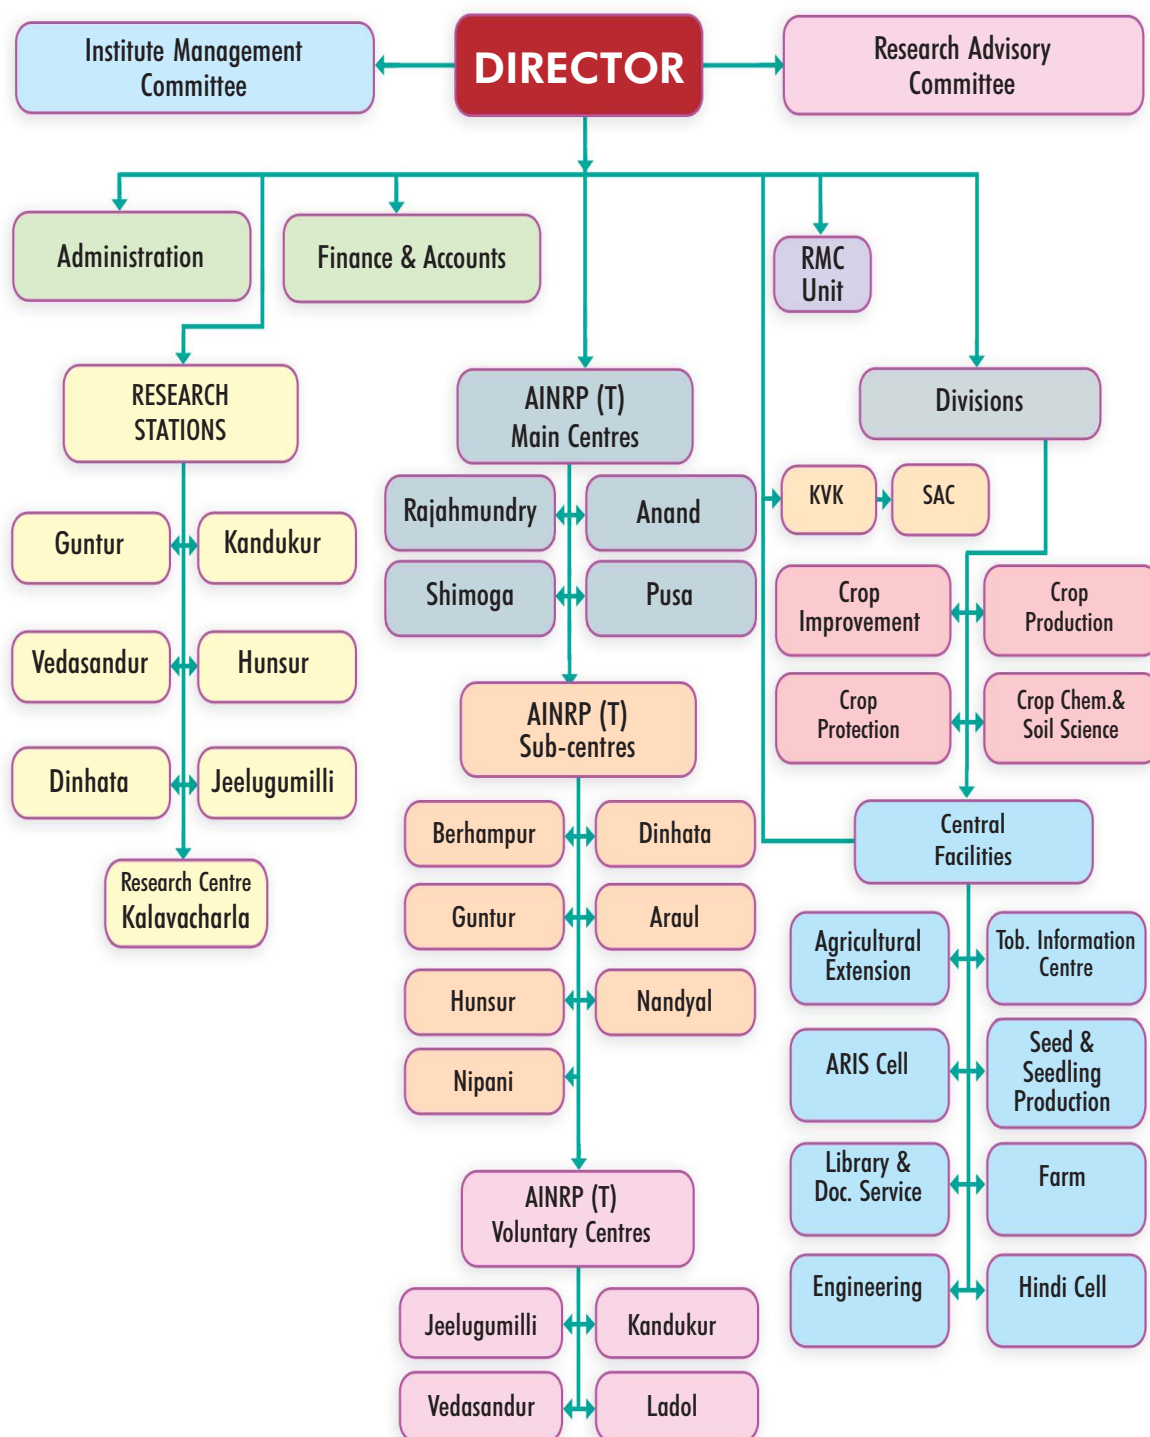 Institute Management
Committee
DIRECTOR
Research Advisory
Committee
Administration
Finance & Accounts
RMC
Unit
RESEARCH
STATIONS
AINRP (T)
Main Centres
Divisions
Guntur
Kandukur
Vedasandur
Hunsur
Dinhata
Jeelugumilli
Research Centre
Kalavacharla
Rajahmundry
Anand
Shimoga
Pusa
AINRP (T)
Sub-centres
Berhampur
Dinhata
Guntur
Araul
Hunsur
Nandyal
Nipani
AINRP (T)
Voluntary Centres
Jeelugumilli
Kandukur
Vedasandur
Ladol
KVK
SAC
Crop
Improvement
Crop
Production
Crop
Protection
Crop Chem.&
Soil Science
Central
Facilities
Agricultural
Extension
Tob. Information
Centre
ARIS Cell
Seed &
Seedling
Production
Library &
Doc. Service
Farm
Engineering
Hindi Cell